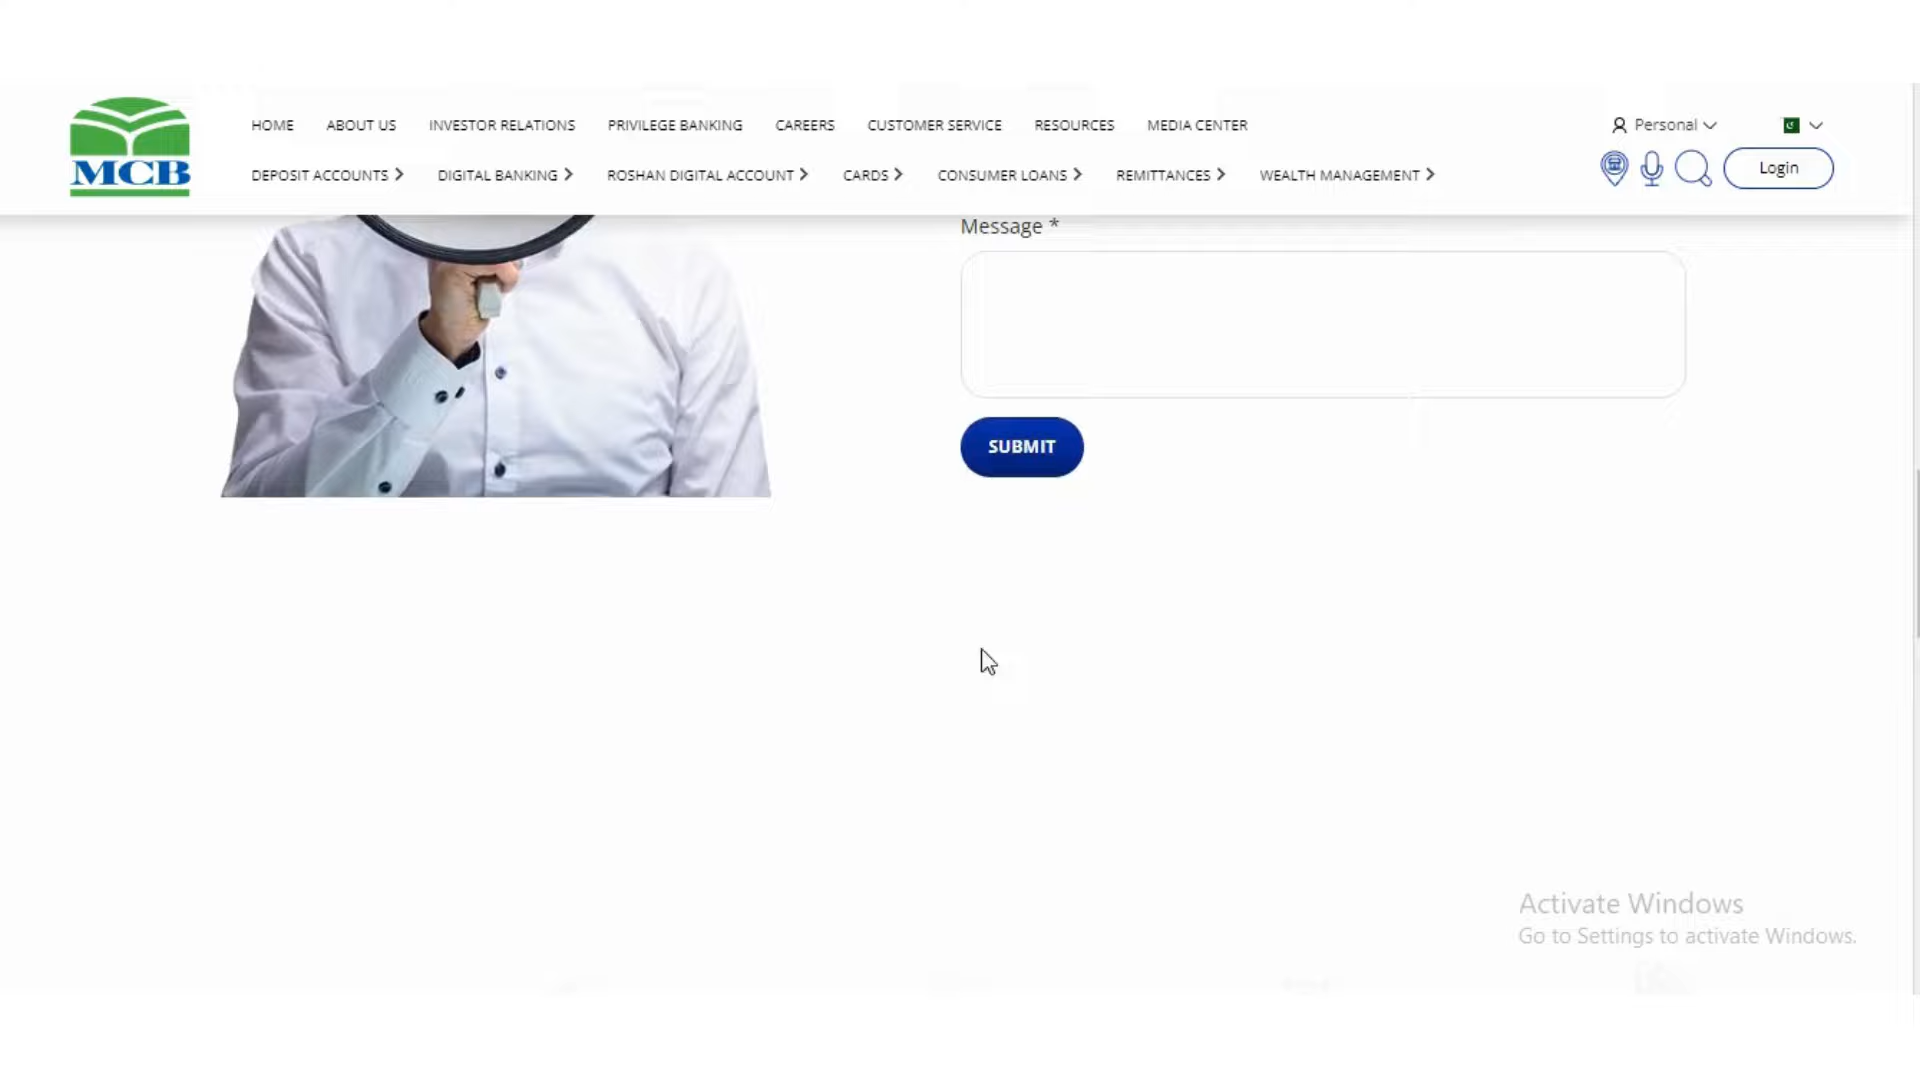 HOME ABOUT US INVESTOR RELATIONS PRIVILEGE BANKING CAREERS CUSTOMER SERVICE RESOURCES MEDIA CENTER Personal
MCB
DEPOSIT ACCOUNTS DIGITAL BANKING ROSHAN DIGITAL ACCOUNT CARDS CONSUMER LOANS REMITTANCES WEALTH MANAGEMENT Login
Message *
SUBMIT
Activate Windows
Go to Settings to activate Windows.